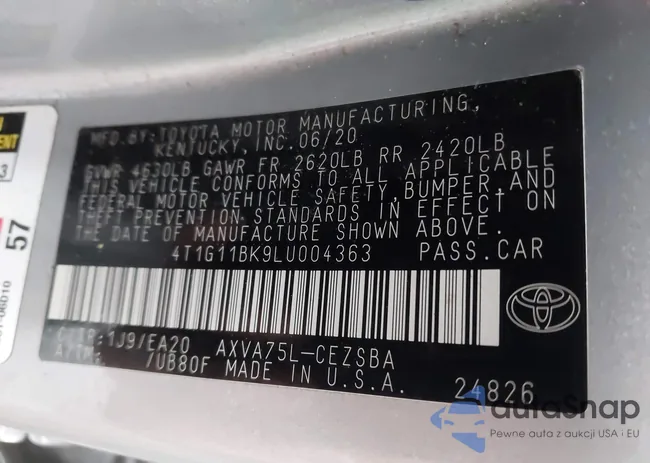 MFD.BY:TOYOTA MOTOR MANUFACTURING,
KENTUCKY, INC. 06/20
GVWR 4630LB GAWR FR 2620LB RR 2420LB
THIS VEHICLE CONFORMS TO ALL APPLICABLE
FEDERAL MOTOR VEHICLE SAFETY, BUMPER, AND
THEFT PREVENTION STANDARDS IN EFFECT ON
THE DATE OF MANUFACTURE SHOWN ABOVE.
4T1G11BK9LU004363 PASS.CAR
C/TR:1J9/EA20 AXVA75L-CEZSBA
A/TM: /UB80F MADE IN U.S.A.
24826
57
3
autaSnap
Pewne auta z aukcji USA i EU